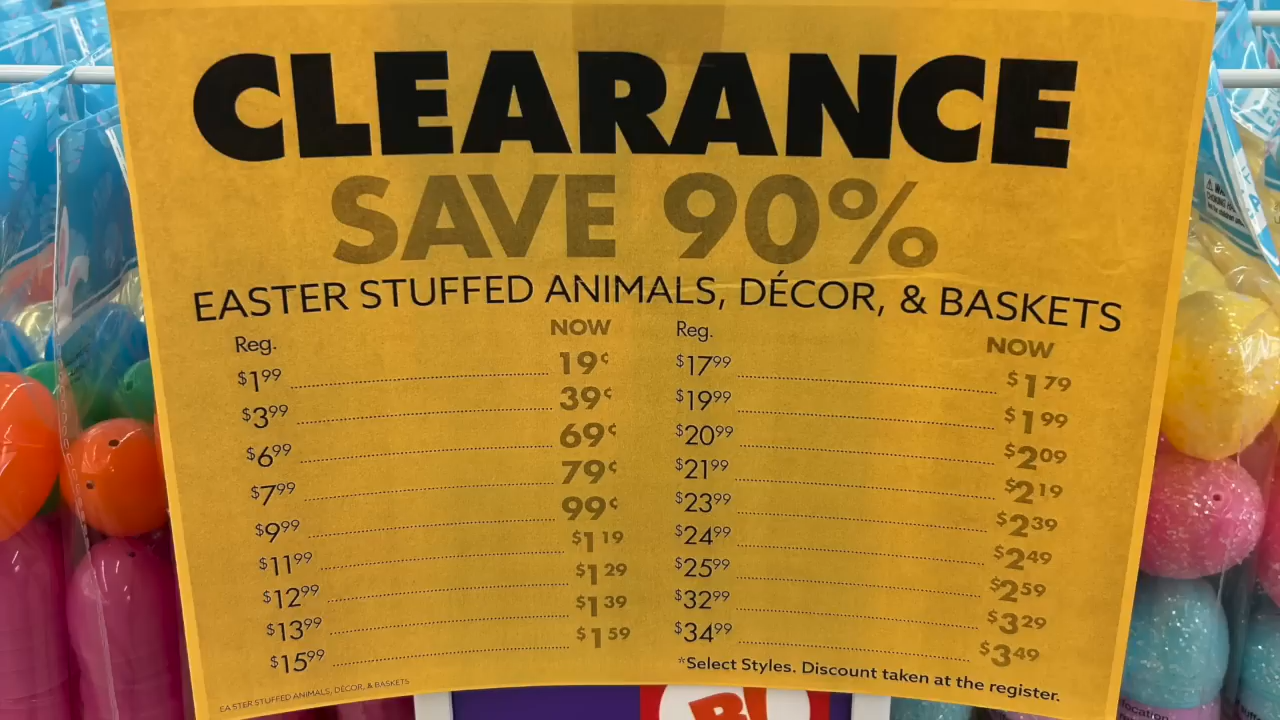 CLEARANCE
SAVE 90%
EASTER STUFFED ANIMALS, DÉCOR, & BASKETS
Reg. NOW
$1.99 19¢
$3.99 39¢
$6.99 69¢
$7.99 79¢
$9.99 99¢
$11.99 $1.19
$12.99 $1.29
$13.99 $1.39
$15.99 $1.59
Reg. NOW
$17.99 $1.79
$19.99 $1.99
$20.99 $2.09
$21.99 $2.19
$23.99 $2.39
$24.99 $2.49
$25.99 $2.59
$32.99 $3.29
$34.99 $3.49
*Select Styles. Discount taken at the register.
EASTER STUFFED ANIMALS, DÉCOR, & BASKETS